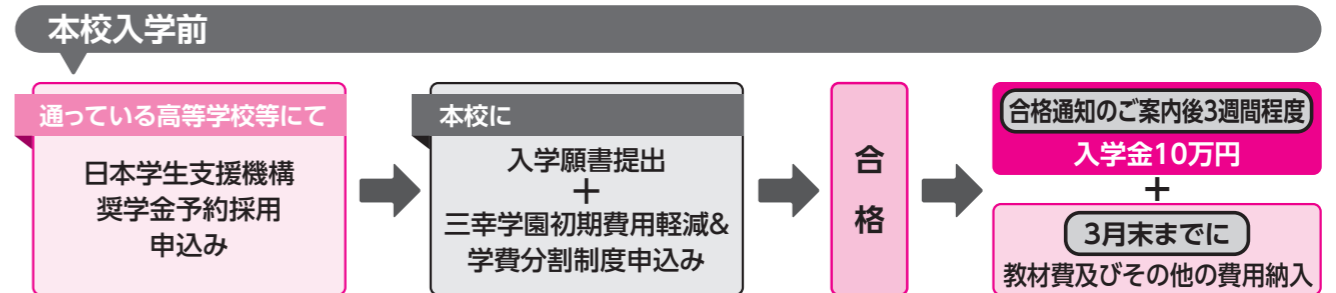 本校入学前
通っている高等学校等にて
日本学生支援機構
奨学金予約採用
申込み
本校に
入学願書提出
＋
三幸学園初期費用軽減&
学費分割制度申込み
合
格
合格通知のご案内後3週間程度
入学金10万円
＋
3月末までに
教材費及びその他の費用納入